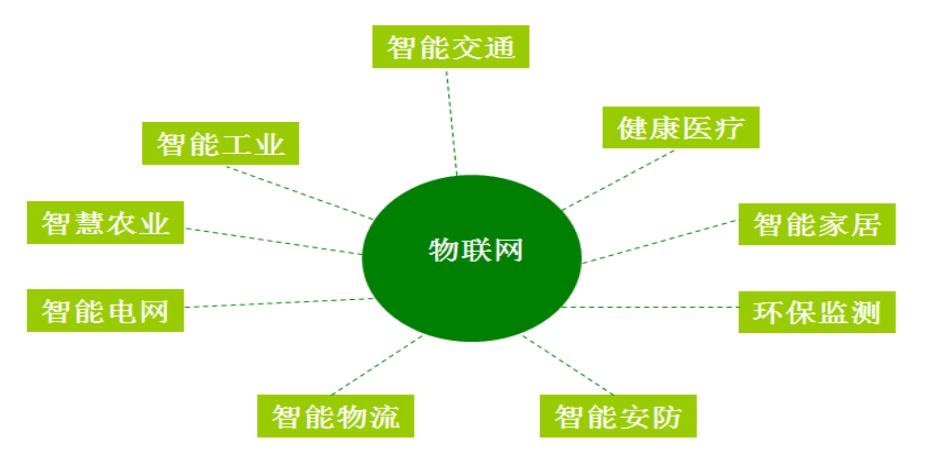 智能交通
健康医疗
智能工业
智慧农业
智能家居
物联网
智能电网
环保监测
智能物流
智能安防